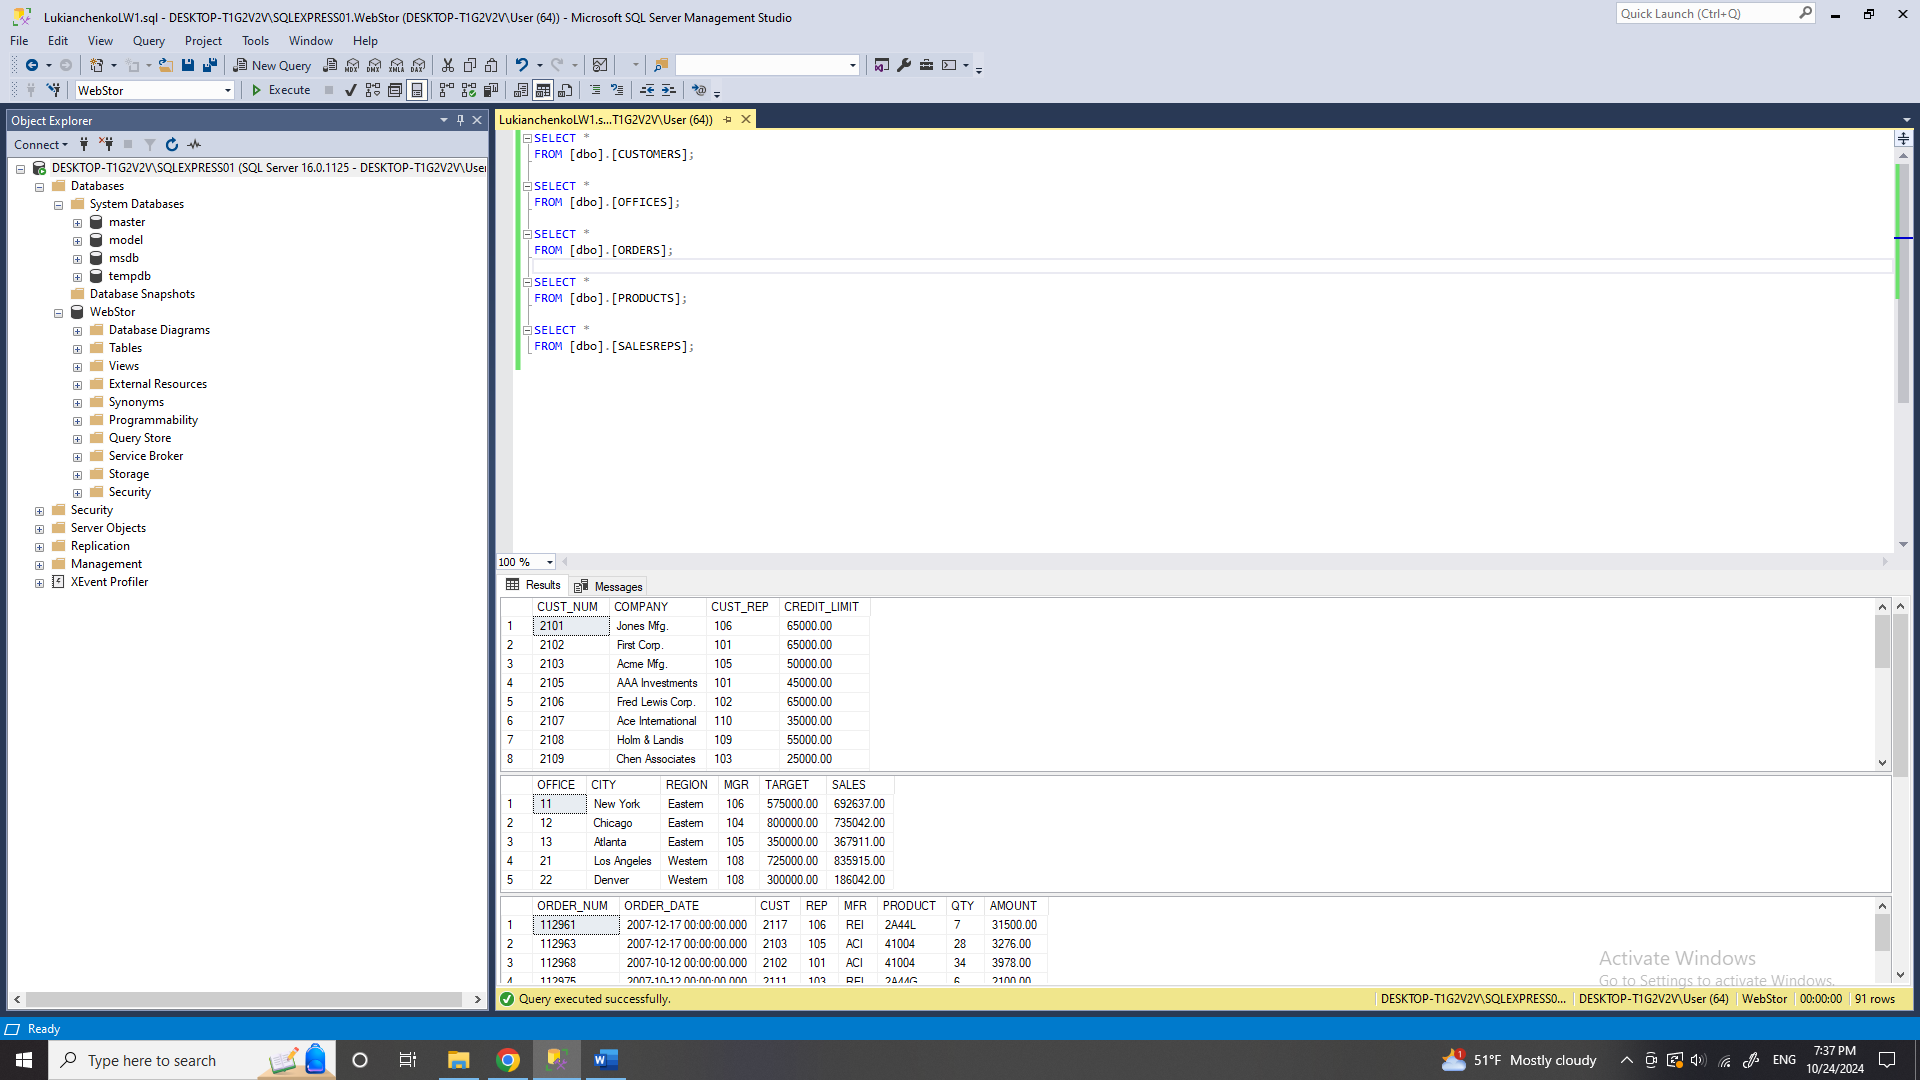 LukianchenkoLW1.sql - DESKTOP-T1G2V2V\SQLEXPRESS01.WebStor (DESKTOP-T1G2V2V\User (64)) - Microsoft SQL Server Management Studio
Quick Launch (Ctrl+Q)
File Edit View Query Project Tools Window Help
New Query
MDX DMX XMLA DAX
WebStor
Execute
Object Explorer
Connect
DESKTOP-T1G2V2V\SQLEXPRESS01 (SQL Server 16.0.1125 - DESKTOP-T1G2V2V\User
Databases
System Databases
master
model
msdb
tempdb
Database Snapshots
WebStor
Database Diagrams
Tables
Views
External Resources
Synonyms
Programmability
Query Store
Service Broker
Storage
Security
Security
Server Objects
Replication
Management
XEvent Profiler
LukianchenkoLW1.s...T1G2V2V\User (64))
SELECT *
FROM [dbo].[CUSTOMERS];
SELECT *
FROM [dbo].[OFFICES];
SELECT *
FROM [dbo].[ORDERS];
SELECT *
FROM [dbo].[PRODUCTS];
SELECT *
FROM [dbo].[SALESREPS];
100 %
Results Messages
CUST_NUM COMPANY CUST_REP CREDIT_LIMIT
1 2101 Jones Mfg. 106 65000.00
2 2102 First Corp. 101 65000.00
3 2103 Acme Mfg. 105 50000.00
4 2105 AAA Investments 101 45000.00
5 2106 Fred Lewis Corp. 102 65000.00
6 2107 Ace International 110 35000.00
7 2108 Holm & Landis 109 55000.00
8 2109 Chen Associates 103 25000.00
OFFICE CITY REGION MGR TARGET SALES
1 11 New York Eastern 106 575000.00 692637.00
2 12 Chicago Eastern 104 800000.00 735042.00
3 13 Atlanta Eastern 105 350000.00 367911.00
4 21 Los Angeles Western 108 725000.00 835915.00
5 22 Denver Western 108 300000.00 186042.00
ORDER_NUM ORDER_DATE CUST REP MFR PRODUCT QTY AMOUNT
1 112961 2007-12-17 00:00:00.000 2117 106 REI 2A44L 7 31500.00
2 112963 2007-12-17 00:00:00.000 2103 105 ACI 41004 28 3276.00
3 112968 2007-10-12 00:00:00.000 2102 101 ACI 41004 34 3978.00
4 112975 2007-10-12 00:00:00.000 2111 103 REI 2A44G 6 2100.00
Activate Windows
Go to Settings to activate Windows.
Query executed successfully.
DESKTOP-T1G2V2V\SQLEXPRESS0... DESKTOP-T1G2V2V\User (64) WebStor 00:00:00 91 rows
Ready
Type here to search
1
51°F Mostly cloudy
ENG
7:37 PM
10/24/2024